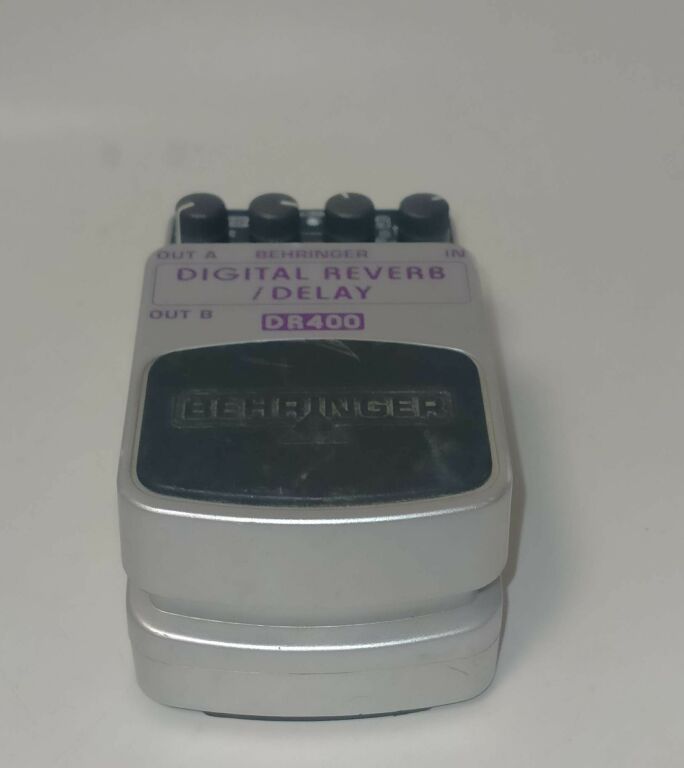 OUT A BEHRINGER IN
DIGITAL REVERB
/DELAY
OUT B
DR400
BEHRINGER